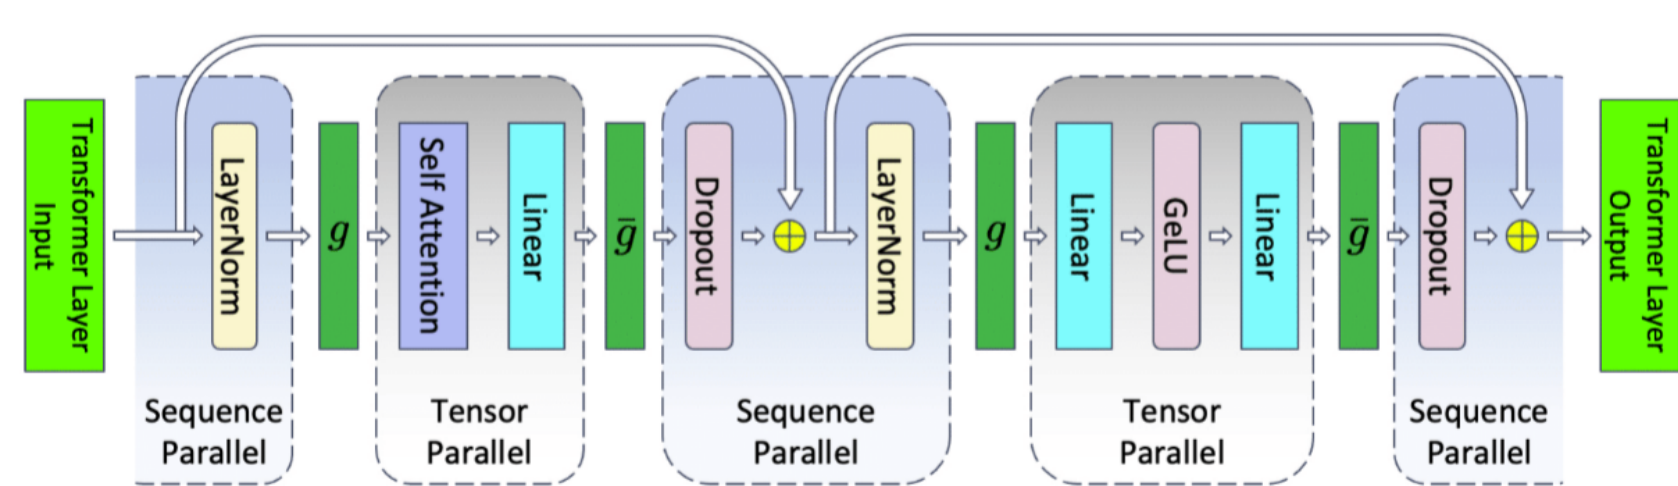 Transformer Layer
Input
LayerNorm
Sequence
Parallel
g
Self Attention
Linear
Tensor
Parallel
g̅
Dropout
LayerNorm
Sequence
Parallel
g
Linear
GeLU
Linear
Tensor
Parallel
g̅
Dropout
Sequence
Parallel
Transformer Layer
Output